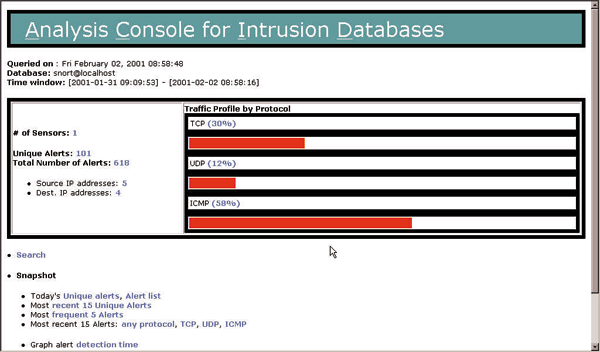 Analysis Console for Intrusion Databases
Queried on : Fri February 02, 2001 08:58:48
Database: snort@localhost
Time window: [2001-01-31 09:09:53] - [2001-02-02 08:58:16]
# of Sensors: 1
Unique Alerts: 101
Total Number of Alerts: 618
• Source IP addresses: 5
• Dest. IP addresses: 4
Traffic Profile by Protocol
TCP (30%)
UDP (12%)
ICMP (58%)
• Search
• Snapshot
• Today's Unique alerts, Alert list
• Most recent 15 Unique Alerts
• Most frequent 5 Alerts
• Most recent 15 Alerts: any protocol, TCP, UDP, ICMP
• Graph alert detection time